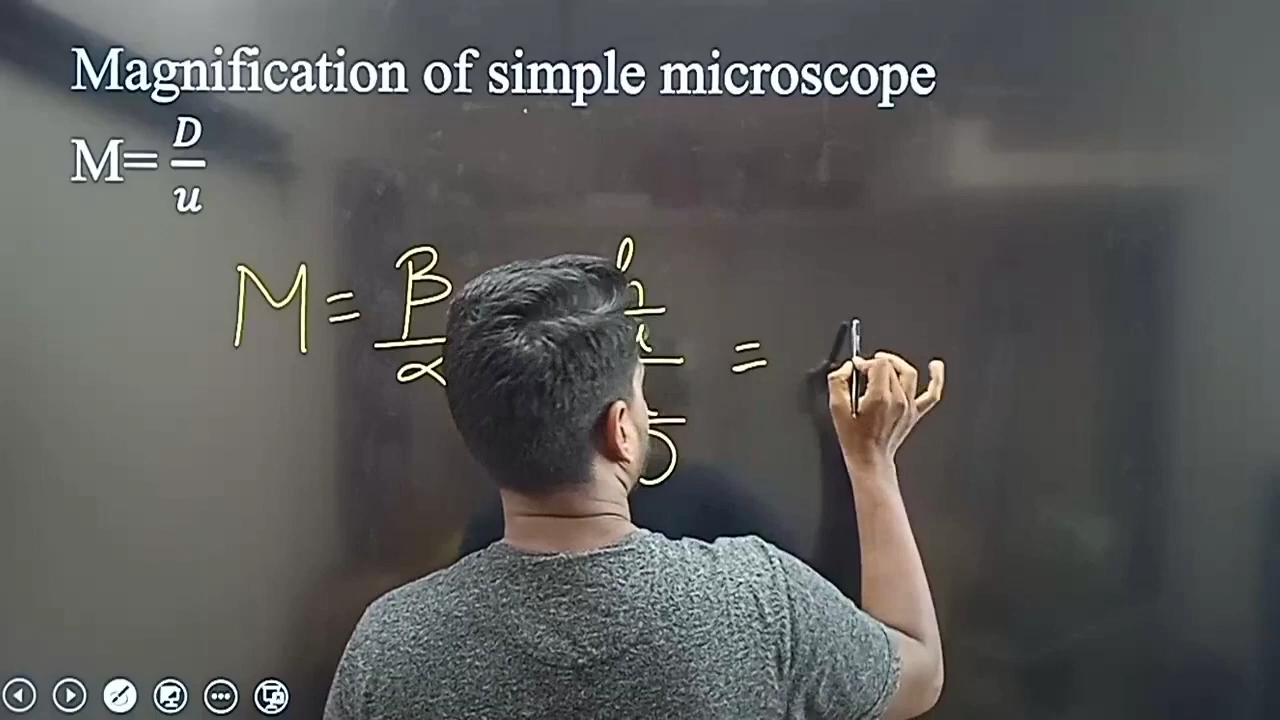 Magnification of simple microscope
M= D/u
M = β/α h =